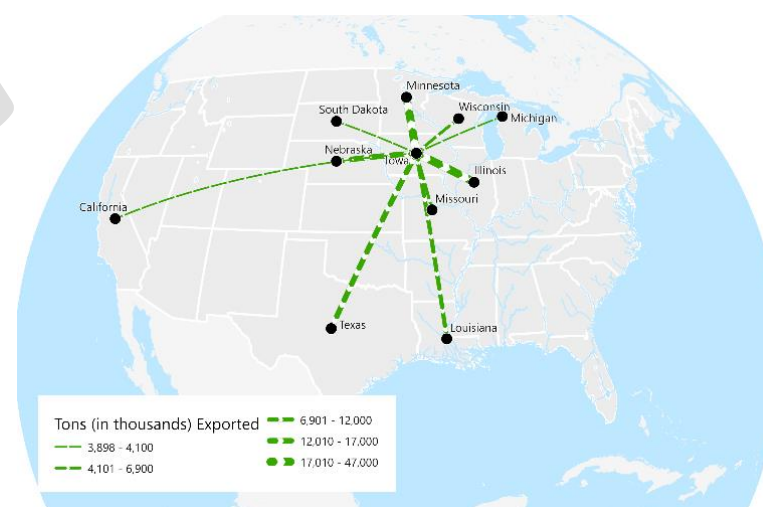 Minnesota
South Dakota
Wisconsin
Michigan
Nebraska
Iowa
Illinois
Missouri
California
Texas
Louisiana
Tons (in thousands) Exported
3,898 - 4,100
4,101 - 6,900
6,901 - 12,000
12,010 - 17,000
17,010 - 47,000